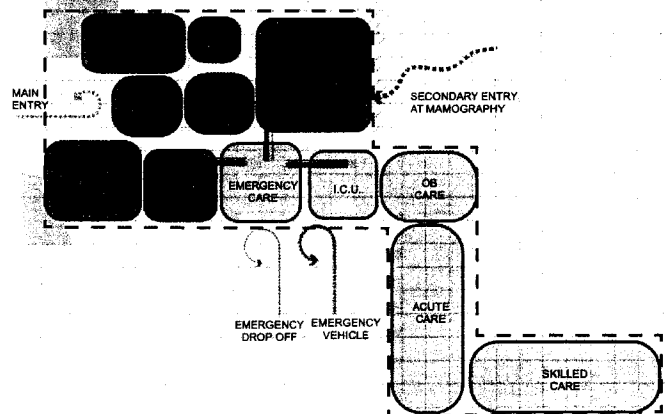 MAIN
ENTRY
SECONDARY ENTRY
AT MAMOGRAPHY
EMERGENCY
CARE
I.C.U.
OB
CARE
ACUTE
CARE
EMERGENCY
DROP OFF
EMERGENCY
VEHICLE
SKILLED
CARE